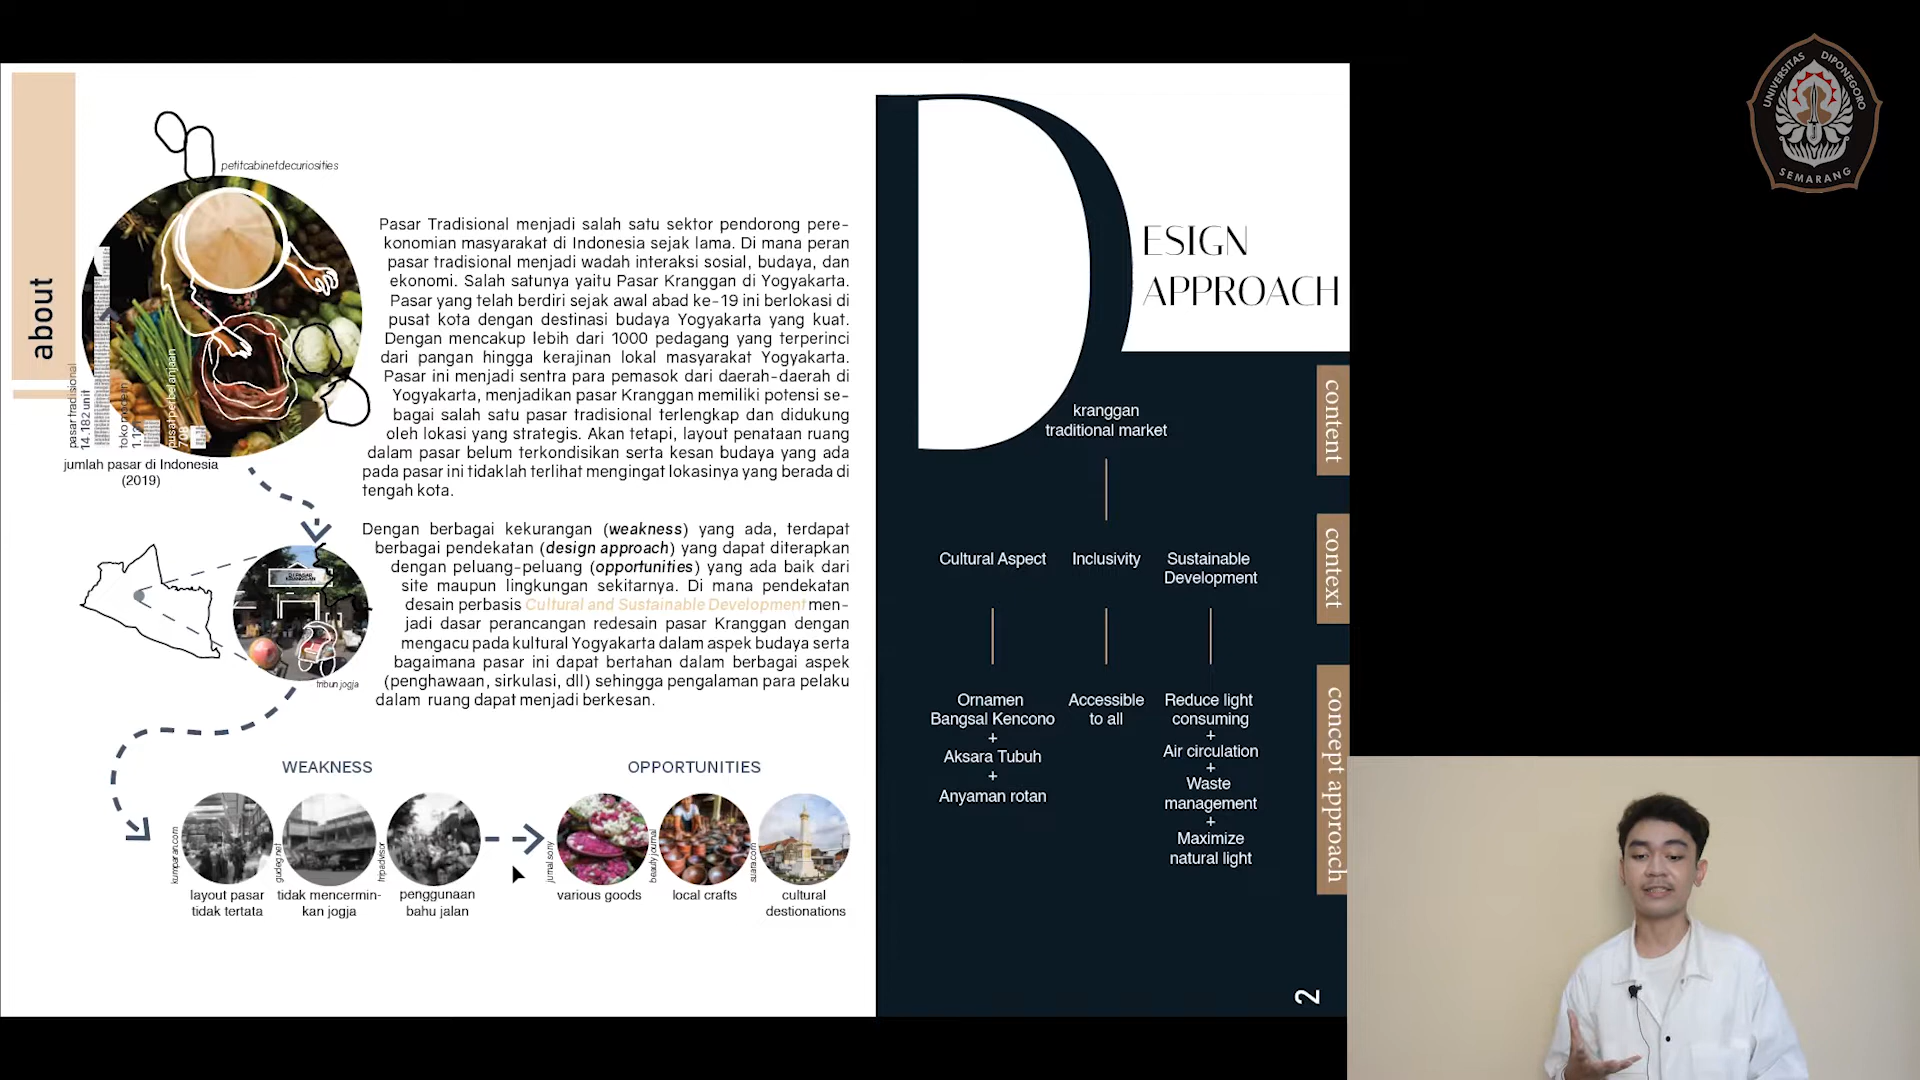 about
petitcabinetdecuriosities
pasar tradisional
14.182 unit
toko modern
1.12
pusat perbelanjaan
708
jumlah pasar di Indonesia
(2019)
Pasar Tradisional menjadi salah satu sektor pendorong pere-
konomian masyarakat di Indonesia sejak lama. Di mana peran
pasar tradisional menjadi wadah interaksi sosial, budaya, dan
ekonomi. Salah satunya yaitu Pasar Kranggan di Yogyakarta.
Pasar yang telah berdiri sejak awal abad ke-19 ini berlokasi di
pusat kota dengan destinasi budaya Yogyakarta yang kuat.
Dengan mencakup lebih dari 1000 pedagang yang terperinci
dari pangan hingga kerajinan lokal masyarakat Yogyakarta.
Pasar ini menjadi sentra para pemasok dari daerah-daerah di
Yogyakarta, menjadikan pasar Kranggan memiliki potensi se-
bagai salah satu pasar tradisional terlengkap dan didukung
oleh lokasi yang strategis. Akan tetapi, layout penataan ruang
dalam pasar belum terkondisikan serta kesan budaya yang ada
pada pasar ini tidaklah terlihat mengingat lokasinya yang berada di
tengah kota.
Dengan berbagai kekurangan (weakness) yang ada, terdapat
berbagai pendekatan (design approach) yang dapat diterapkan
dengan peluang-peluang (opportunities) yang ada baik dari
site maupun lingkungan sekitarnya. Di mana pendekatan
desain perbasis Cultural and Sustainable Development men-
jadi dasar perancangan redesain pasar Kranggan dengan
mengacu pada kultural Yogyakarta dalam aspek budaya serta
bagaimana pasar ini dapat bertahan dalam berbagai aspek
(penghawaan, sirkulasi, dll) sehingga pengalaman para pelaku
dalam ruang dapat menjadi berkesan.
tribun jogja
WEAKNESS
kumparan.com
layout pasar
tidak tertata
gudeg.net
tidak mencermin-
kan jogja
tripadvisor
penggunaan
bahu jalan
OPPORTUNITIES
jurnal sony
various goods
beauty journal
local crafts
suara.com
cultural
destionations
DESIGN
APPROACH
content
kranggan
traditional market
context
Cultural Aspect
Inclusivity
Sustainable
Development
concept approach
Ornamen
Bangsal Kencono
+
Aksara Tubuh
+
Anyaman rotan
Accessible
to all
Reduce light
consuming
+
Air circulation
+
Waste
management
+
Maximize
natural light
2
UNIVERSITAS DIPONEGORO
SEMARANG